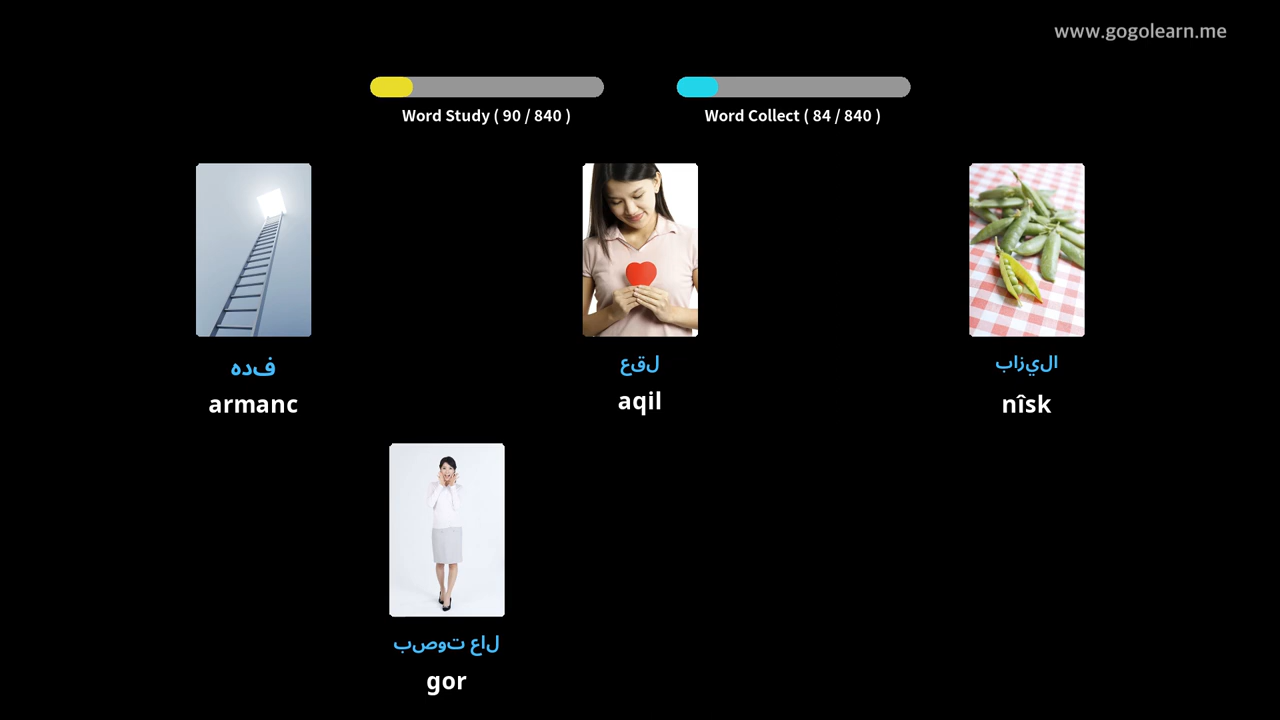 www.gogolearn.me
Word Study ( 90 / 840 )
Word Collect ( 84 / 840 )
فده
armanc
لقع
aqil
اليزاب
nîsk
لاع توصب
gor